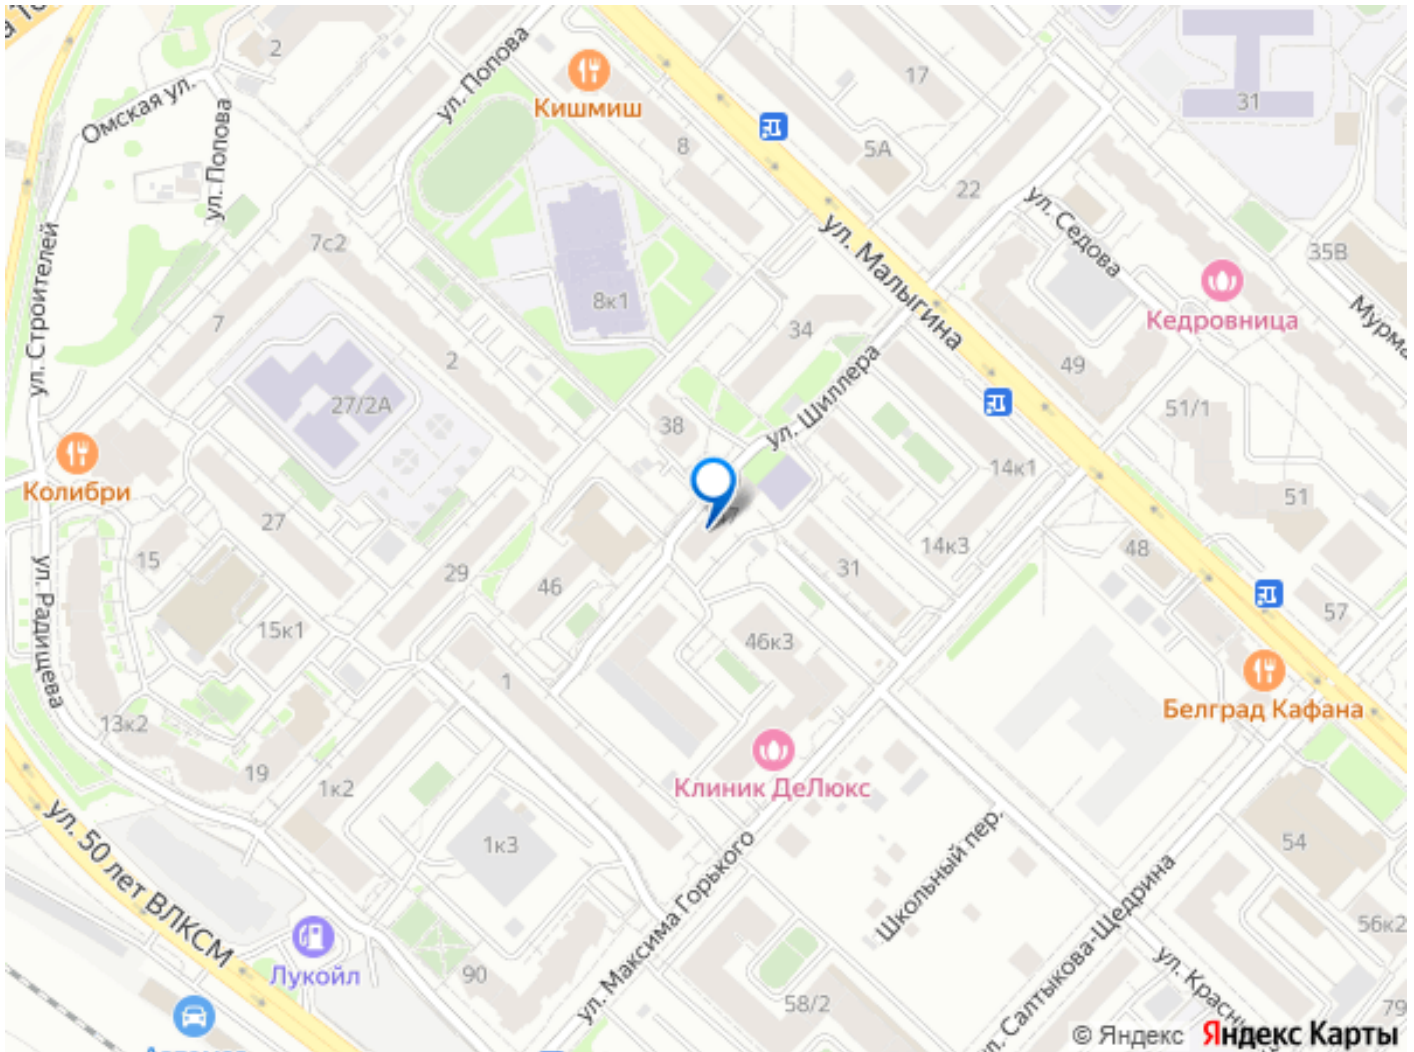 2
ул. Попова
Кишмиш
17
31
Омская ул.
ул. Попова
8
5А
22
ул. Седова
ул. Малыгина
35В
7с2
ул. Строителей
8к1
7
34
Кедровница
2
49
ул. Шиллера
27/2А
38
51/1
14к1
Колибри
27
51
14к3
48
15
29
46
31
57
ул. Радищева
15к1
46к3
1
Белград Кафана
13к2
19
1к2
Клиник ДеЛюкс
ул. 50 лет ВЛКСМ
1к3
54
Школьный пер.
ул. Максима Горького
56к2
Лукойл
90
58/2
ул. Салтыкова-Щедрина
79
© Яндекс Яндекс Карты